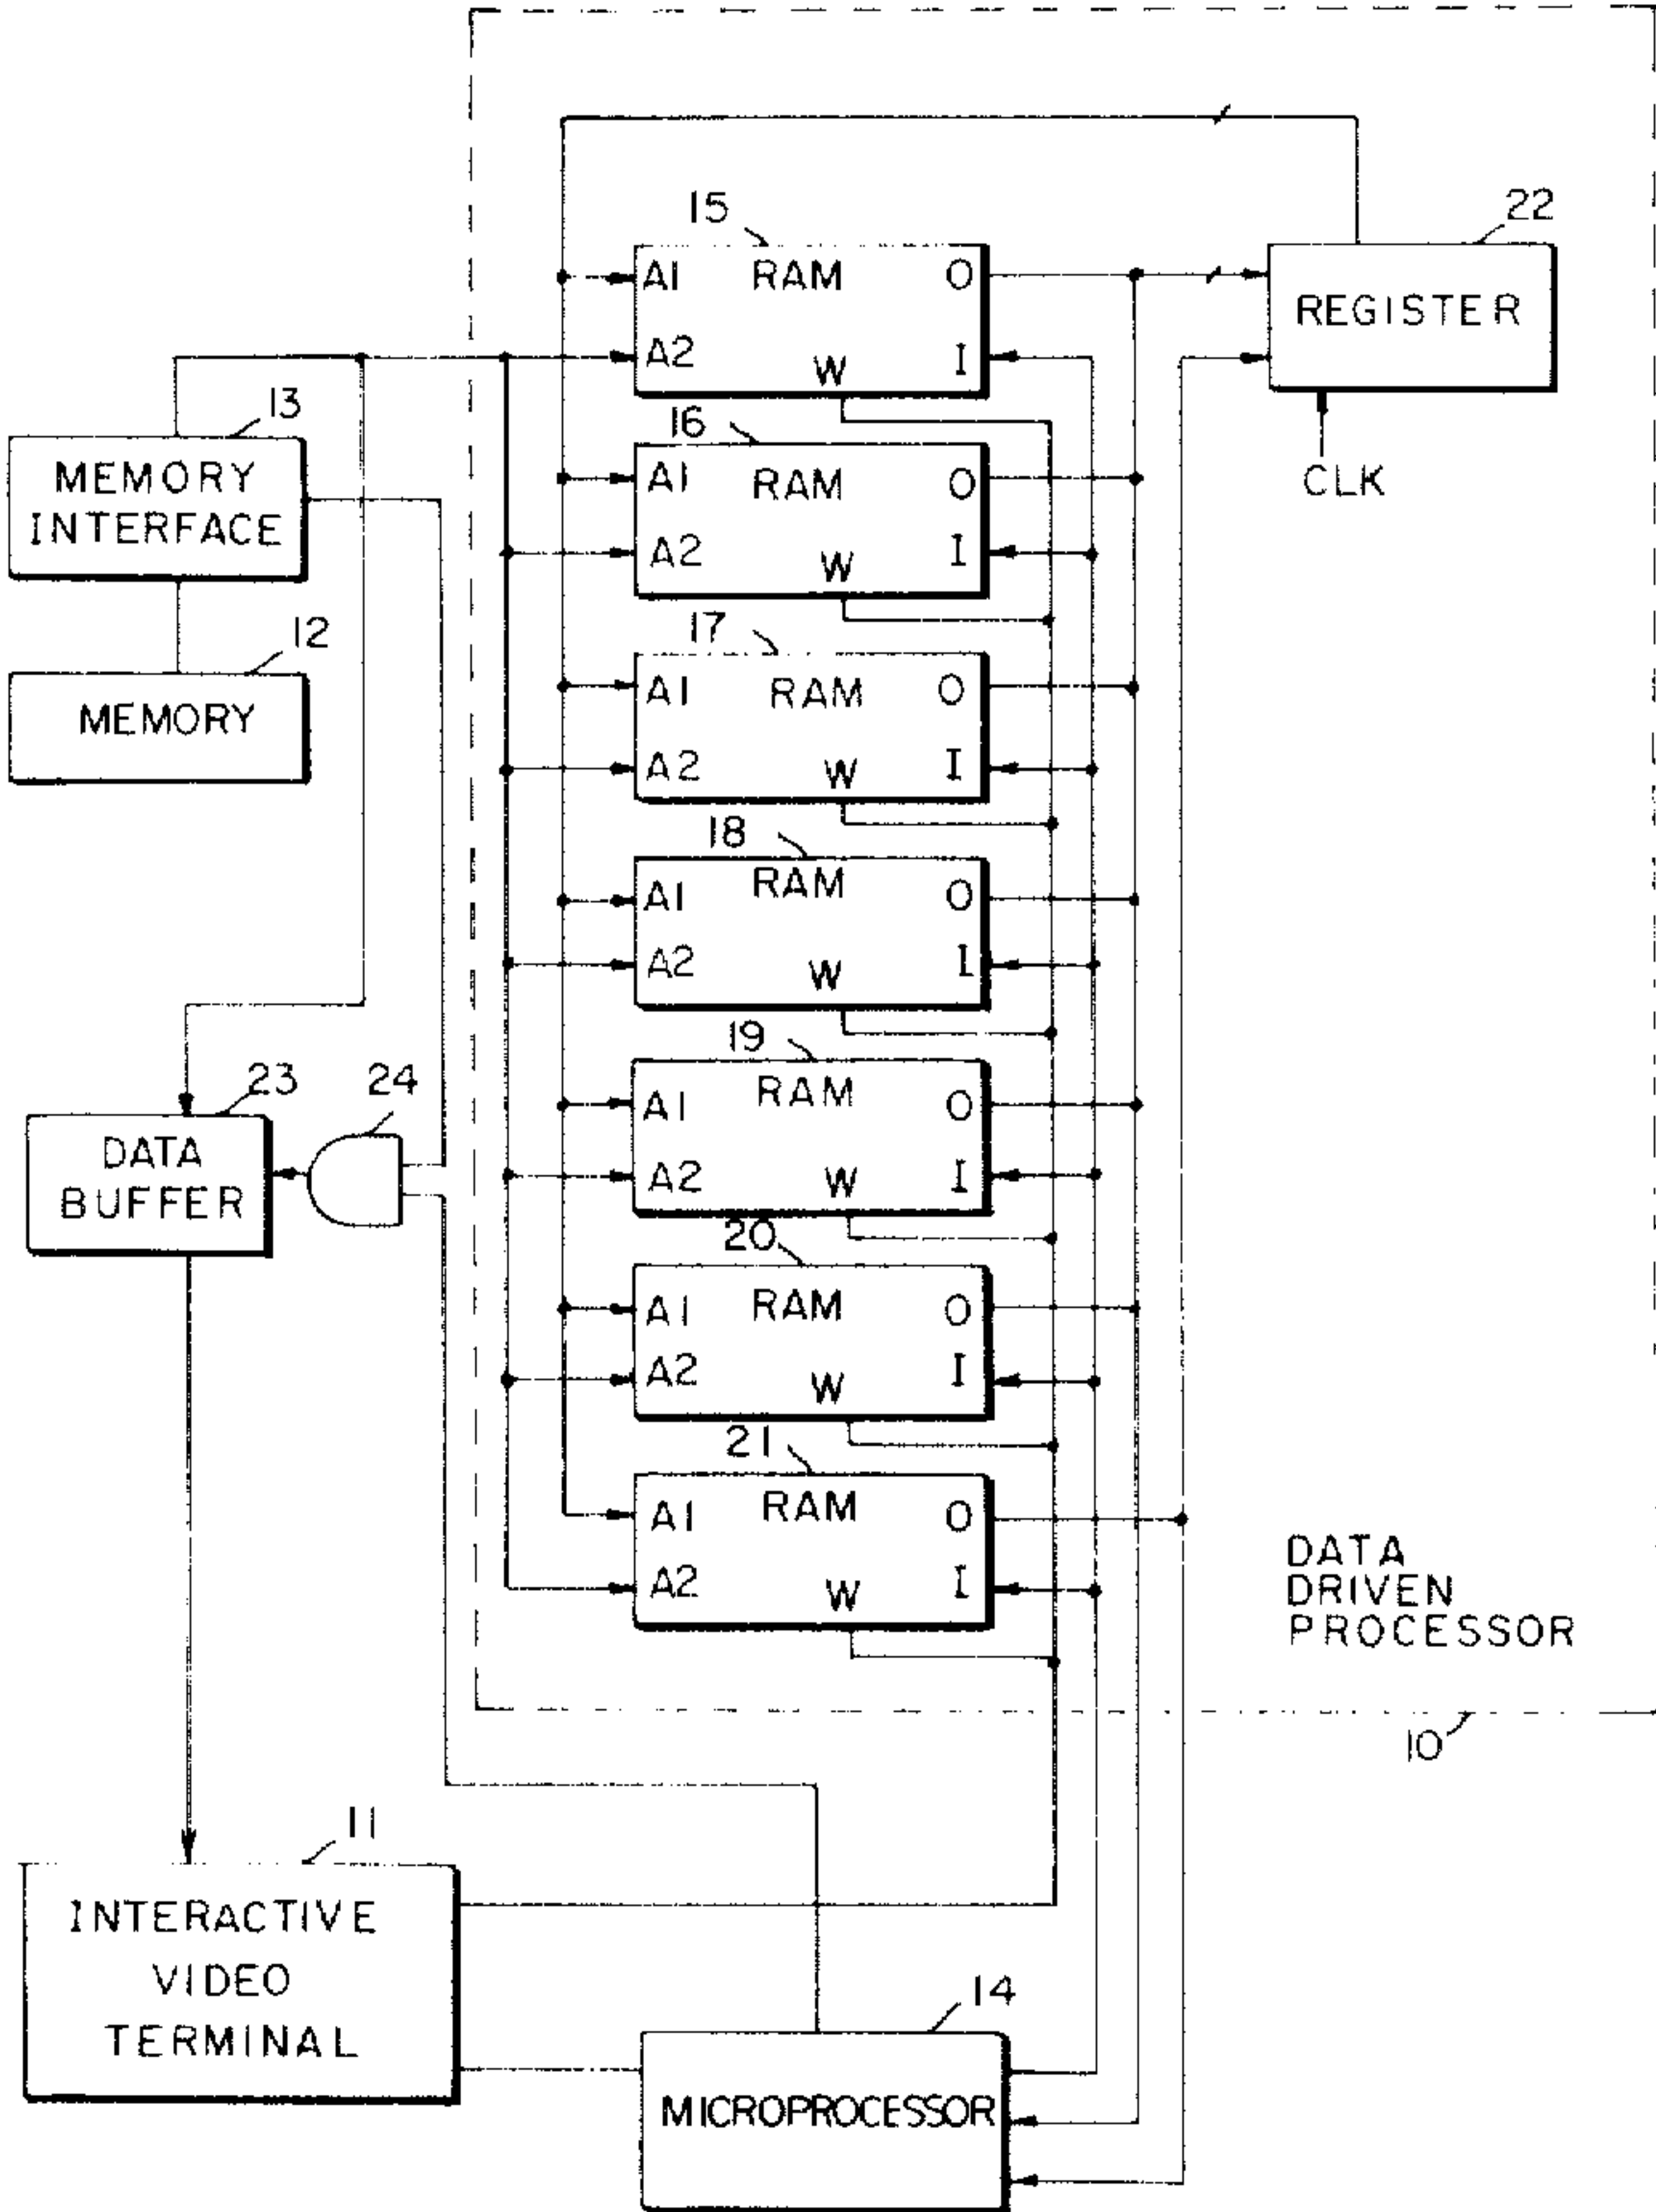 15
22
A1 RAM O
REGISTER
A2 W I
13
16
MEMORY
INTERFACE
A1 RAM O
CLK
A2 W I
12
17
MEMORY
A1 RAM O
A2 W I
18
A1 RAM O
A2 W I
19
23
24
A1 RAM O
DATA
BUFFER
A2 W I
20
A1 RAM O
A2 W I
21
A1 RAM O
A2 W I
DATA
DRIVEN
PROCESSOR
10
11
INTERACTIVE
VIDEO
TERMINAL
14
MICROPROCESSOR